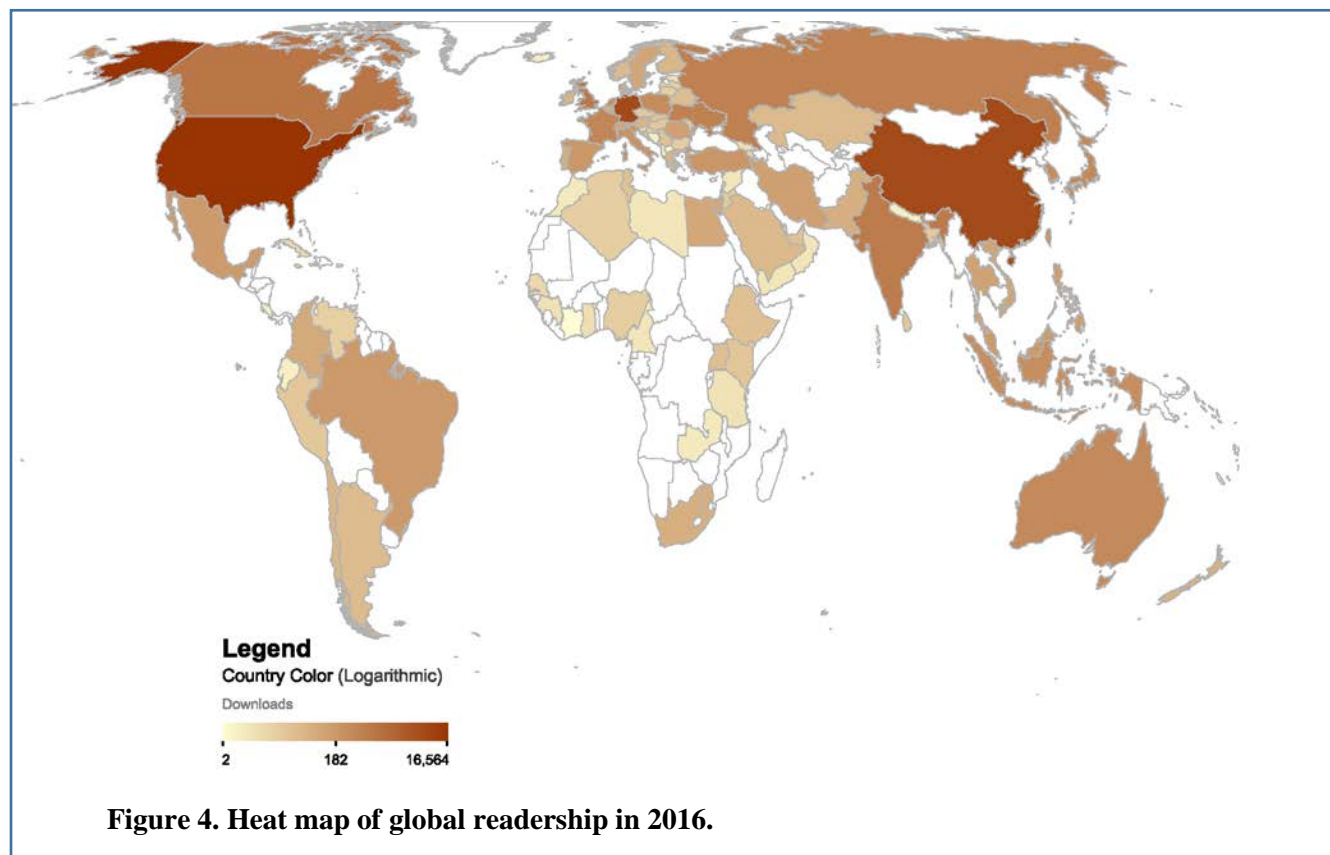 Legend
Country Color (Logarithmic)
Downloads
2 182 16,564
Figure 4. Heat map of global readership in 2016.